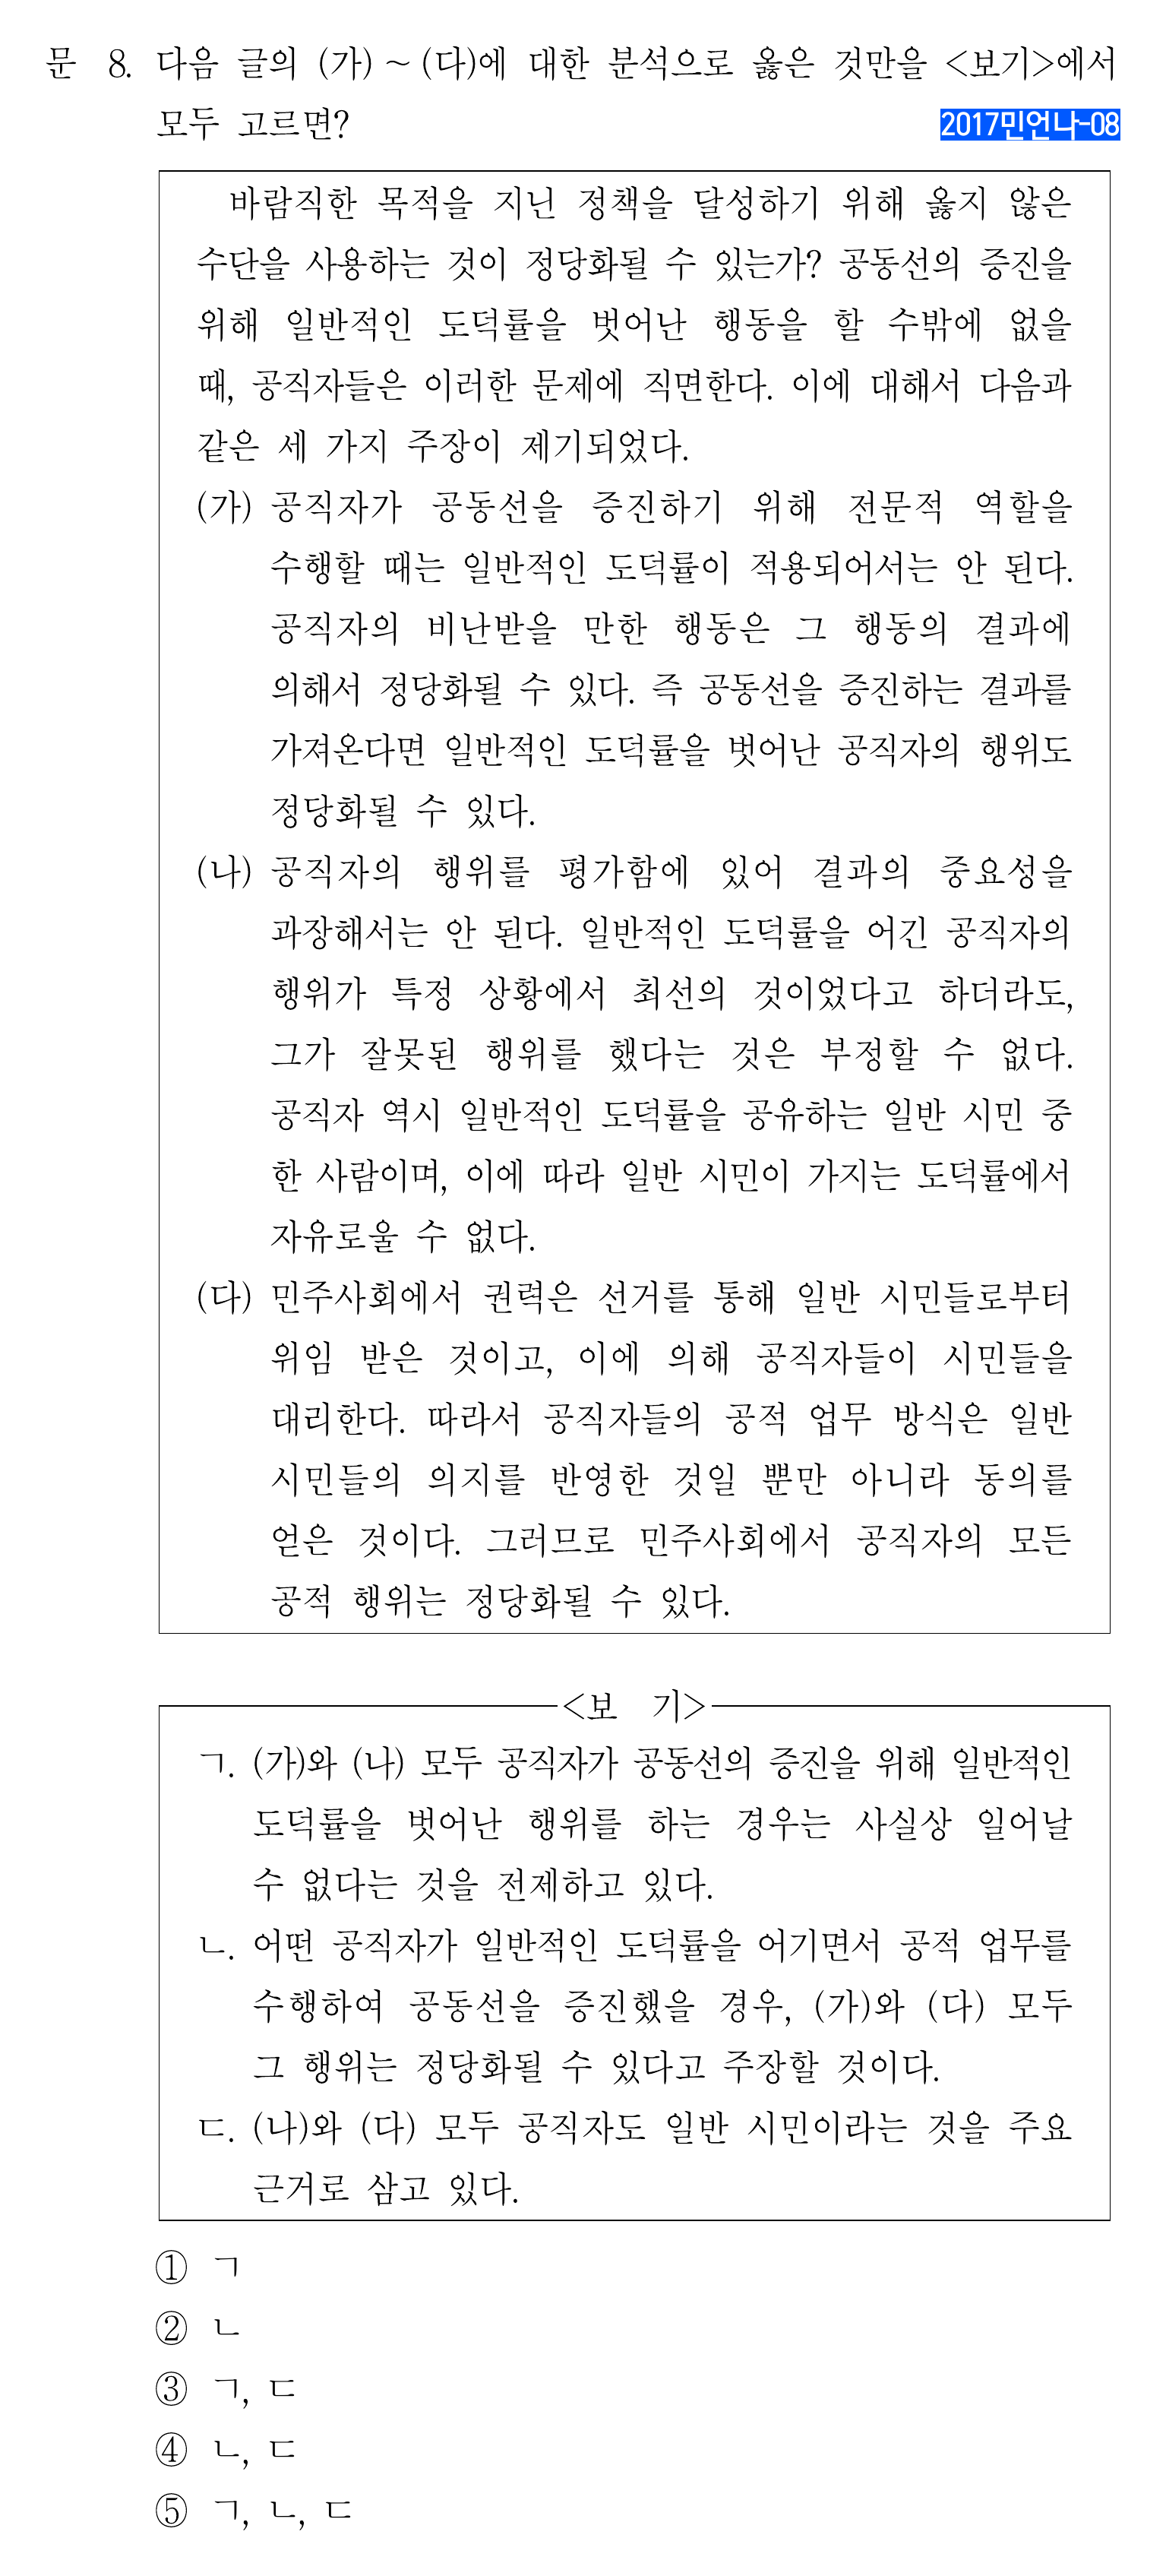 문 8. 다음 글의 (가) ~ (다)에 대한 분석으로 옳은 것만을 <보기>에서
모두 고르면?
2017민언나-08
바람직한 목적을 지닌 정책을 달성하기 위해 옳지 않은
수단을 사용하는 것이 정당화될 수 있는가? 공동선의 증진을
위해 일반적인 도덕률을 벗어난 행동을 할 수밖에 없을
때, 공직자들은 이러한 문제에 직면한다. 이에 대해서 다음과
같은 세 가지 주장이 제기되었다.
(가) 공직자가 공동선을 증진하기 위해 전문적 역할을
수행할 때는 일반적인 도덕률이 적용되어서는 안 된다.
공직자의 비난받을 만한 행동은 그 행동의 결과에
의해서 정당화될 수 있다. 즉 공동선을 증진하는 결과를
가져온다면 일반적인 도덕률을 벗어난 공직자의 행위도
정당화될 수 있다.
(나) 공직자의 행위를 평가함에 있어 결과의 중요성을
과장해서는 안 된다. 일반적인 도덕률을 어긴 공직자의
행위가 특정 상황에서 최선의 것이었다고 하더라도,
그가 잘못된 행위를 했다는 것은 부정할 수 없다.
공직자 역시 일반적인 도덕률을 공유하는 일반 시민 중
한 사람이며, 이에 따라 일반 시민이 가지는 도덕률에서
자유로울 수 없다.
(다) 민주사회에서 권력은 선거를 통해 일반 시민들로부터
위임 받은 것이고, 이에 의해 공직자들이 시민들을
대리한다. 따라서 공직자들의 공적 업무 방식은 일반
시민들의 의지를 반영한 것일 뿐만 아니라 동의를
얻은 것이다. 그러므로 민주사회에서 공직자의 모든
공적 행위는 정당화될 수 있다.
<보 기>
ㄱ. (가)와 (나) 모두 공직자가 공동선의 증진을 위해 일반적인
도덕률을 벗어난 행위를 하는 경우는 사실상 일어날
수 없다는 것을 전제하고 있다.
ㄴ. 어떤 공직자가 일반적인 도덕률을 어기면서 공적 업무를
수행하여 공동선을 증진했을 경우, (가)와 (다) 모두
그 행위는 정당화될 수 있다고 주장할 것이다.
ㄷ. (나)와 (다) 모두 공직자도 일반 시민이라는 것을 주요
근거로 삼고 있다.
① ㄱ
② ㄴ
③ ㄱ, ㄷ
④ ㄴ, ㄷ
⑤ ㄱ, ㄴ, ㄷ